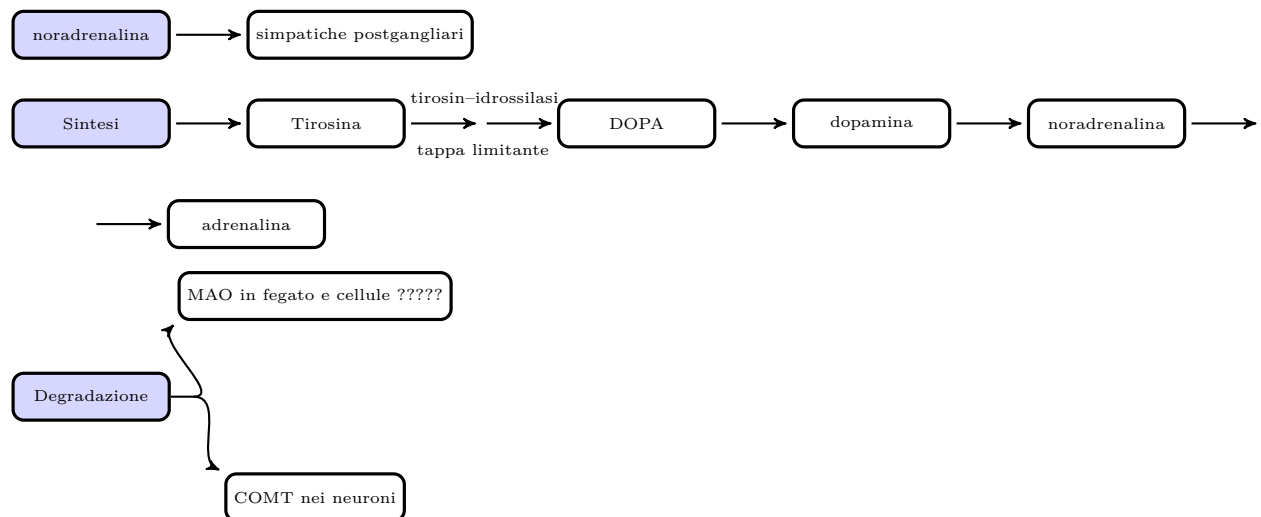 noradrenalina
simpatiche postgangliari
Sintesi
Tirosina
tirosin–idrossilasi
tappa limitante
DOPA
dopamina
noradrenalina
adrenalina
MAO in fegato e cellule ?????
Degradazione
COMT nei neuroni